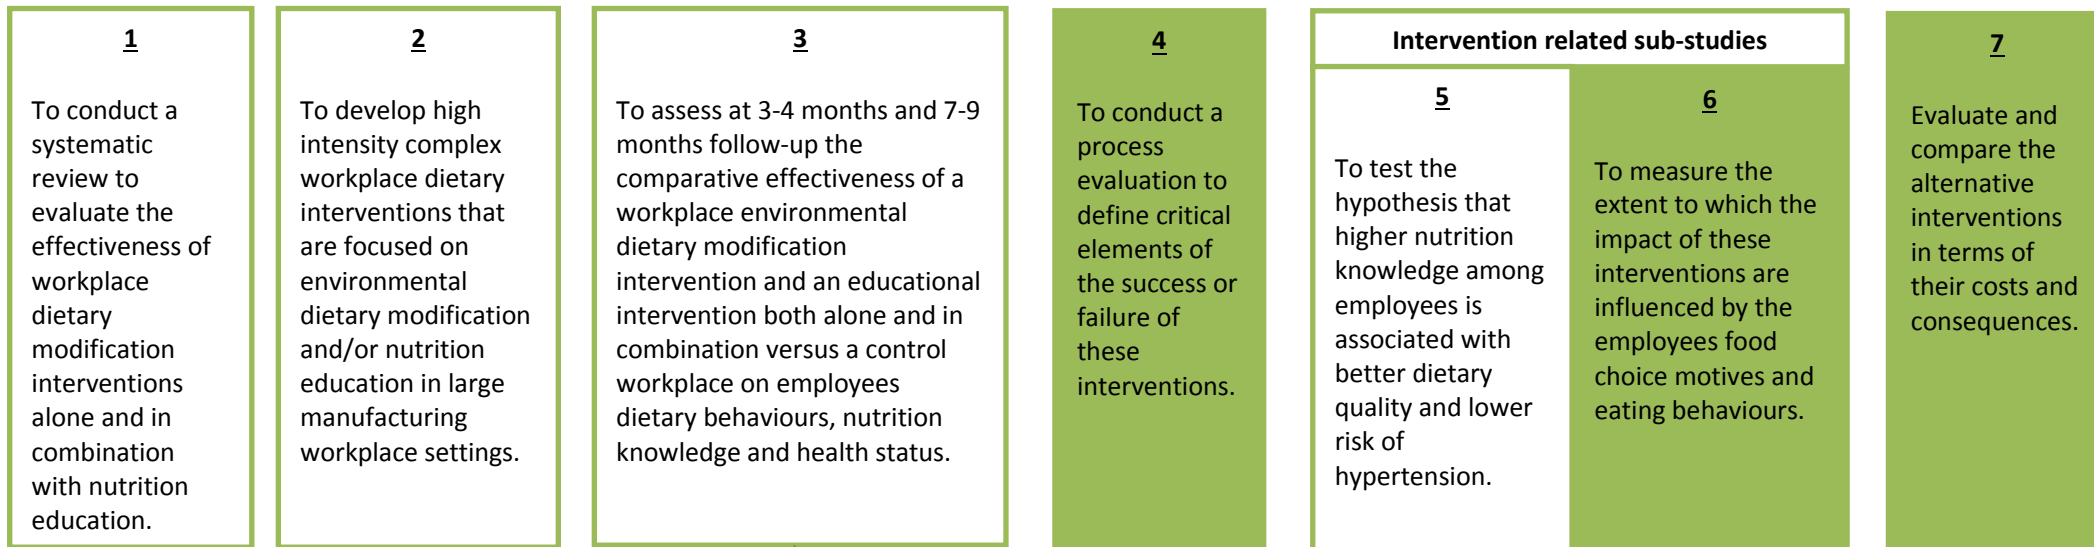 1
To conduct a
systematic
review to
evaluate the
effectiveness of
workplace
dietary
modification
interventions
alone and in
combination
with nutrition
education.
2
To develop high
intensity complex
workplace dietary
interventions that
are focused on
environmental
dietary modification
and/or nutrition
education in large
manufacturing
workplace settings.
3
To assess at 3-4 months and 7-9
months follow-up the
comparative effectiveness of a
workplace environmental
dietary modification
intervention and an educational
intervention both alone and in
combination versus a control
workplace on employees
dietary behaviours, nutrition
knowledge and health status.
4
To conduct a
process
evaluation to
define critical
elements of
the success or
failure of
these
interventions.
Intervention related sub-studies
5
To test the
hypothesis that
higher nutrition
knowledge among
employees is
associated with
better dietary
quality and lower
risk of
hypertension.
6
To measure the
extent to which the
impact of these
interventions are
influenced by the
employees food
choice motives and
eating behaviours.
7
Evaluate and
compare the
alternative
interventions
in terms of
their costs and
consequences.